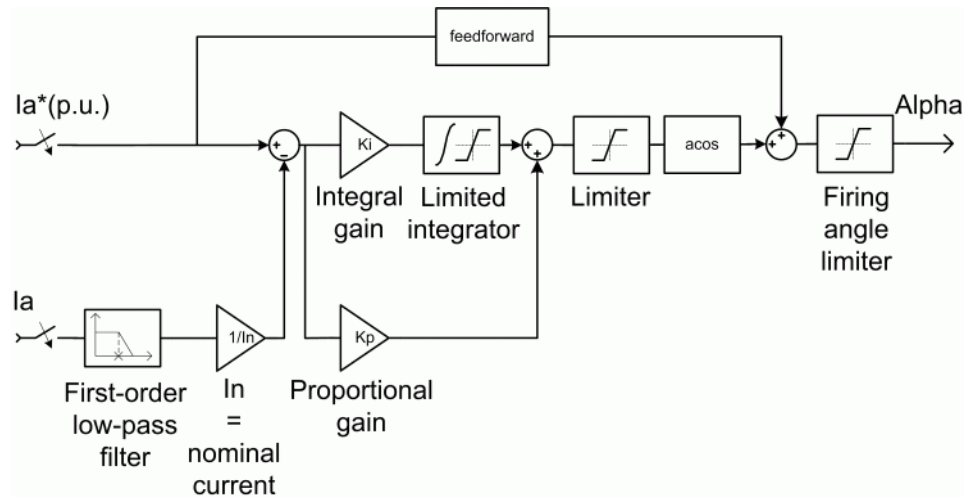 feedforward
Ia*(p.u.)
Alpha
+
−
Ki
+
+
acos
+
+
Integral
gain
Limited
integrator
Limiter
Firing
angle
limiter
Ia
1/In
Kp
First-order
low-pass
filter
In
=
nominal
current
Proportional
gain